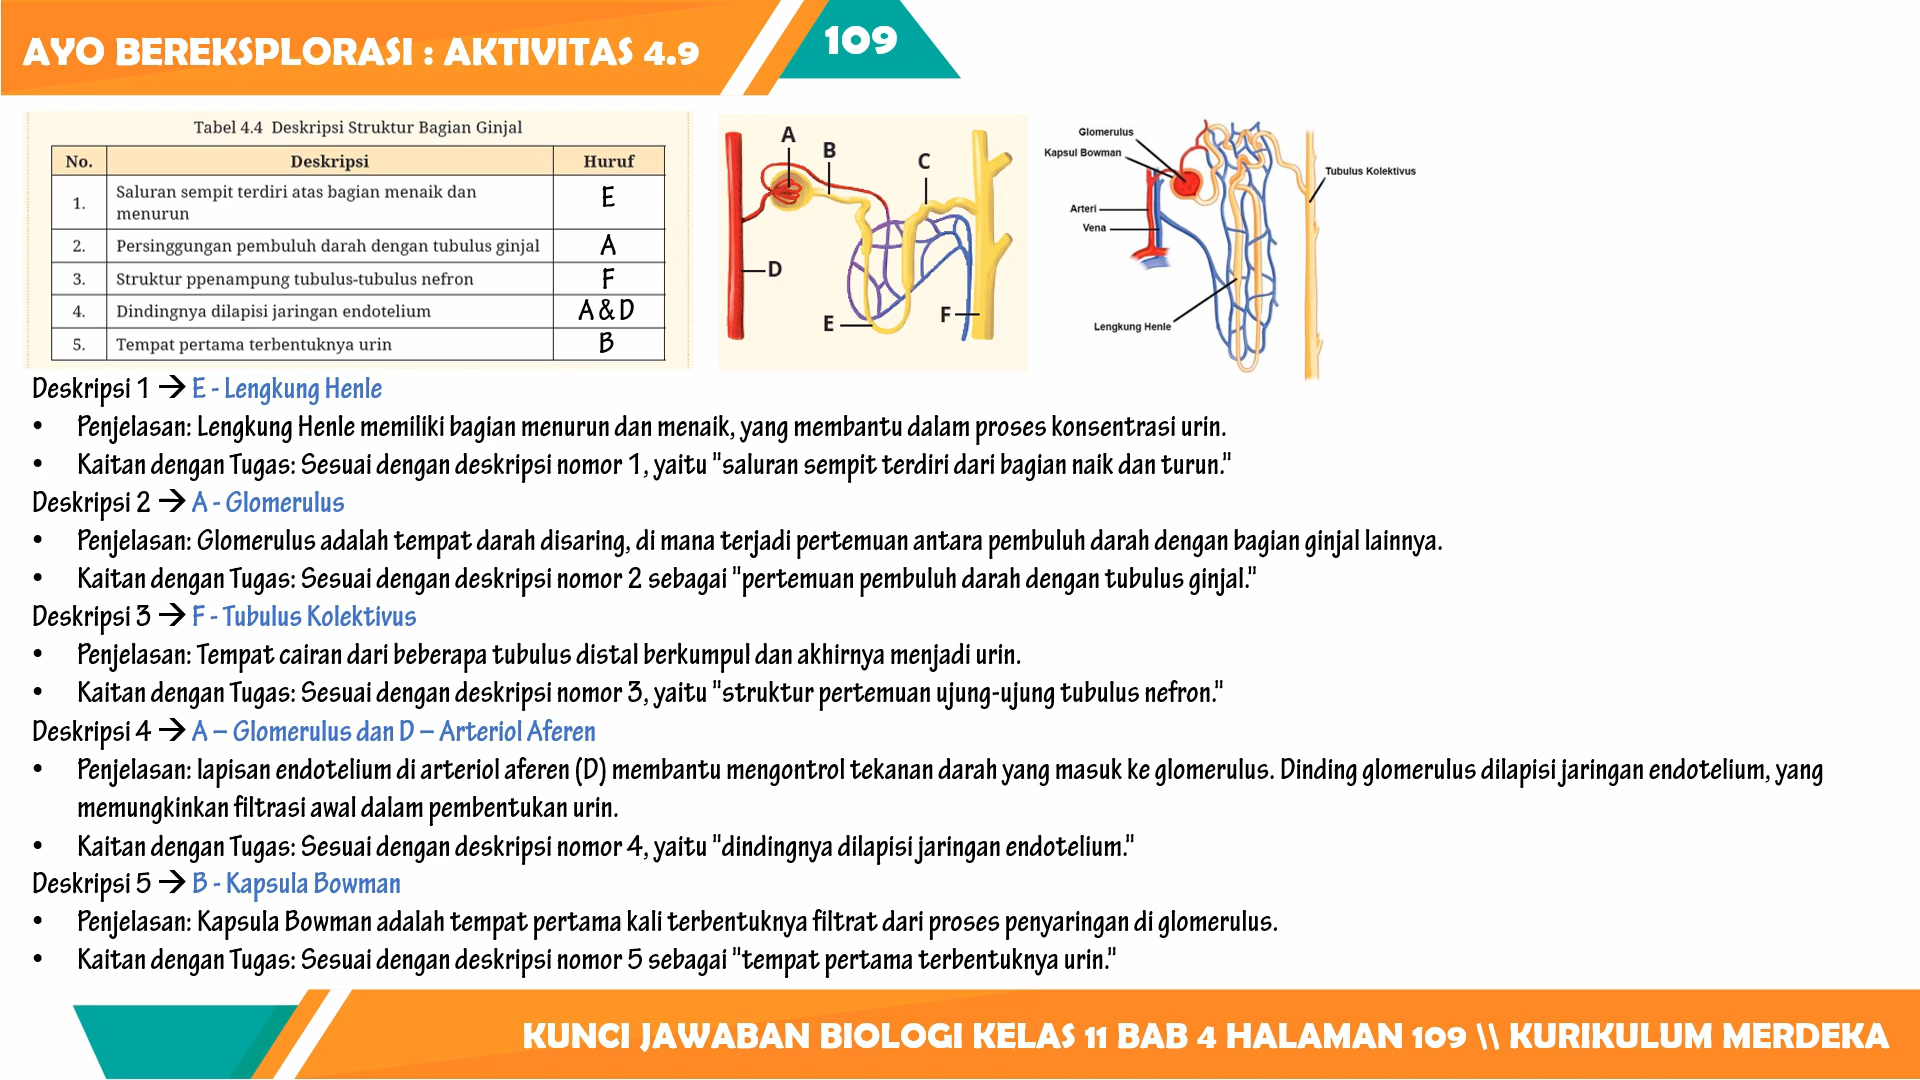 AYO BEREKSPLORASI : AKTIVITAS 4.9
109
Tabel 4.4 Deskripsi Struktur Bagian Ginjal
No. Deskripsi Huruf
1. Saluran sempit terdiri atas bagian menaik dan menurun E
2. Persinggungan pembuluh darah dengan tubulus ginjal A
3. Struktur ppenampung tubulus-tubulus nefron F
4. Dindingnya dilapisi jaringan endotelium A & D
5. Tempat pertama terbentuknya urin B
A
B
C
D
E
F
Glomerulus
Kapsul Bowman
Tubulus Kolektivus
Arteri
Vena
Lengkung Henle
Deskripsi 1 → E - Lengkung Henle
• Penjelasan: Lengkung Henle memiliki bagian menurun dan menaik, yang membantu dalam proses konsentrasi urin.
• Kaitan dengan Tugas: Sesuai dengan deskripsi nomor 1, yaitu "saluran sempit terdiri dari bagian naik dan turun."
Deskripsi 2 → A - Glomerulus
• Penjelasan: Glomerulus adalah tempat darah disaring, di mana terjadi pertemuan antara pembuluh darah dengan bagian ginjal lainnya.
• Kaitan dengan Tugas: Sesuai dengan deskripsi nomor 2 sebagai "pertemuan pembuluh darah dengan tubulus ginjal."
Deskripsi 3 → F - Tubulus Kolektivus
• Penjelasan: Tempat cairan dari beberapa tubulus distal berkumpul dan akhirnya menjadi urin.
• Kaitan dengan Tugas: Sesuai dengan deskripsi nomor 3, yaitu "struktur pertemuan ujung-ujung tubulus nefron."
Deskripsi 4 → A – Glomerulus dan D – Arteriol Aferen
• Penjelasan: lapisan endotelium di arteriol aferen (D) membantu mengontrol tekanan darah yang masuk ke glomerulus. Dinding glomerulus dilapisi jaringan endotelium, yang
memungkinkan filtrasi awal dalam pembentukan urin.
• Kaitan dengan Tugas: Sesuai dengan deskripsi nomor 4, yaitu "dindingnya dilapisi jaringan endotelium."
Deskripsi 5 → B - Kapsula Bowman
• Penjelasan: Kapsula Bowman adalah tempat pertama kali terbentuknya filtrat dari proses penyaringan di glomerulus.
• Kaitan dengan Tugas: Sesuai dengan deskripsi nomor 5 sebagai "tempat pertama terbentuknya urin."
KUNCI JAWABAN BIOLOGI KELAS 11 BAB 4 HALAMAN 109 \\ KURIKULUM MERDEKA